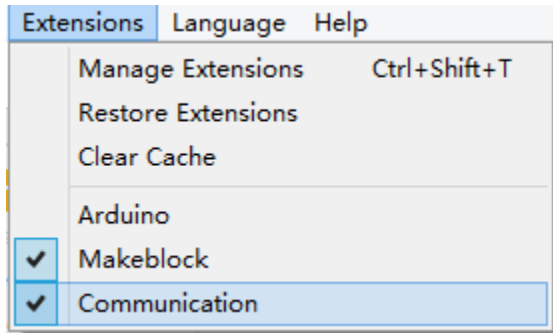 Extensions Language Help
Manage Extensions Ctrl+Shift+T
Restore Extensions
Clear Cache
Arduino
Makeblock
Communication